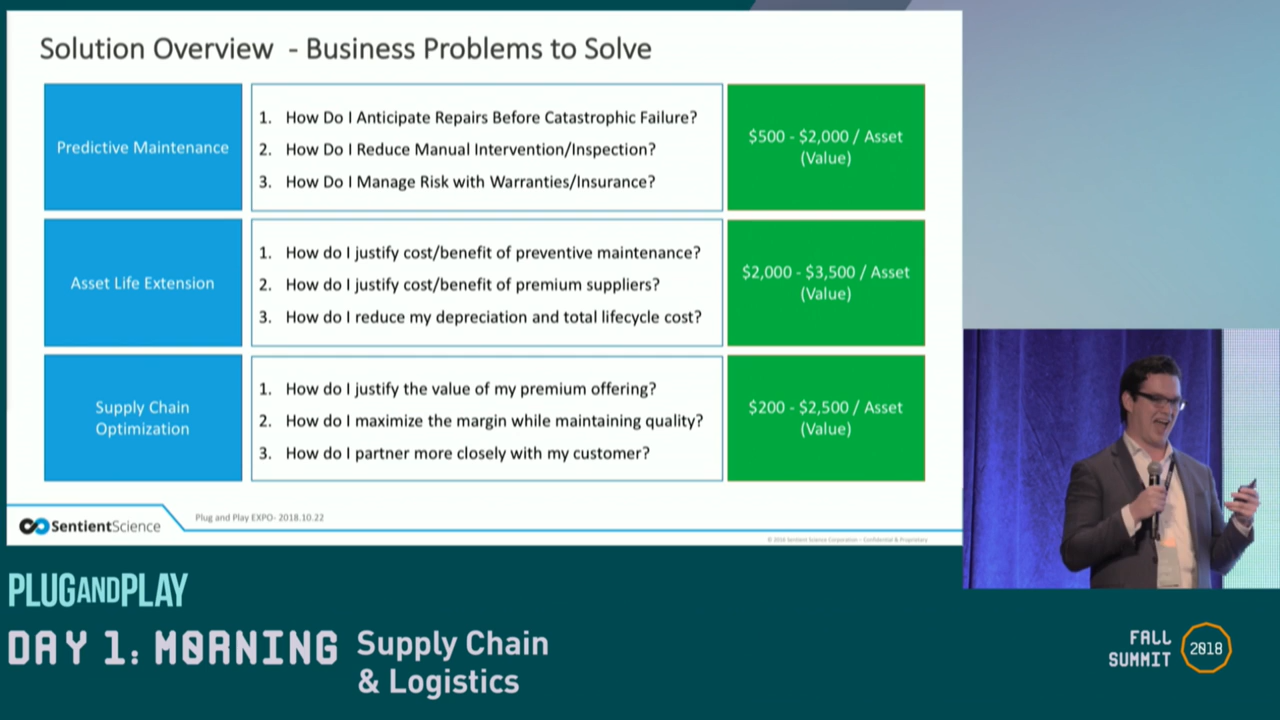 Solution Overview - Business Problems to Solve
Predictive Maintenance
1. How Do I Anticipate Repairs Before Catastrophic Failure?
2. How Do I Reduce Manual Intervention/Inspection?
3. How Do I Manage Risk with Warranties/Insurance?
$500 - $2,000 / Asset
(Value)
Asset Life Extension
1. How do I justify cost/benefit of preventive maintenance?
2. How do I justify cost/benefit of premium suppliers?
3. How do I reduce my depreciation and total lifecycle cost?
$2,000 - $3,500 / Asset
(Value)
Supply Chain
Optimization
1. How do I justify the value of my premium offering?
2. How do I maximize the margin while maintaining quality?
3. How do I partner more closely with my customer?
$200 - $2,500 / Asset
(Value)
SentientScience
Plug and Play EXPO- 2018.10.22
© 2018 Sentient Science Corporation – Confidential & Proprietary
PLUGANDPLAY
DAY 1: MORNING
Supply Chain
& Logistics
FALL
SUMMIT
2018